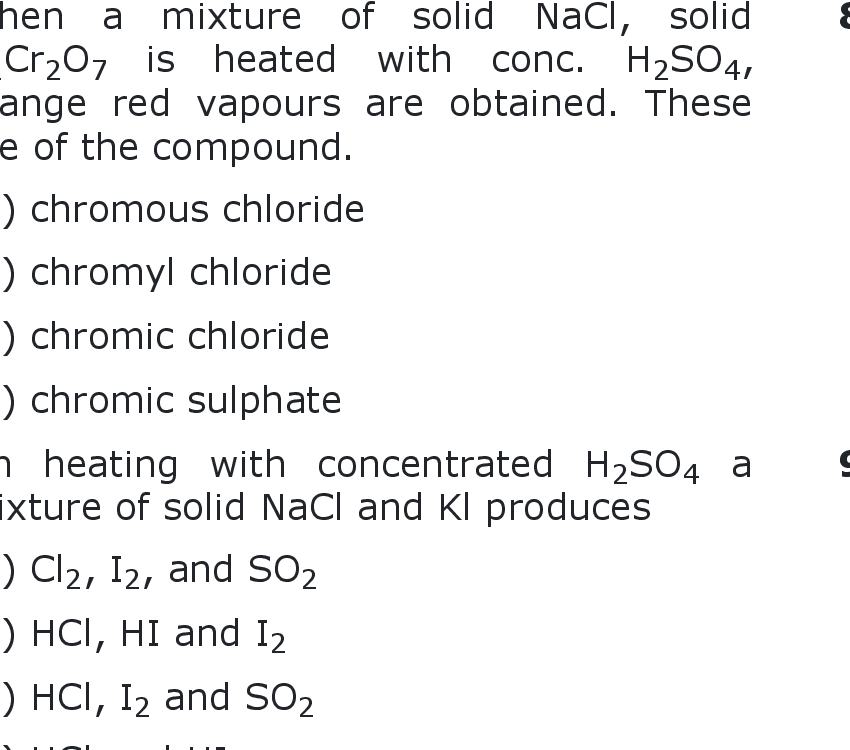 hen a mixture of solid NaCl, solid
Cr₂O₇ is heated with conc. H₂SO₄,
ange red vapours are obtained. These
e of the compound.
) chromous chloride
) chromyl chloride
) chromic chloride
) chromic sulphate
n heating with concentrated H₂SO₄ a
ixture of solid NaCl and Kl produces
) Cl₂, I₂, and SO₂
) HCl, HI and I₂
) HCl, I₂ and SO₂